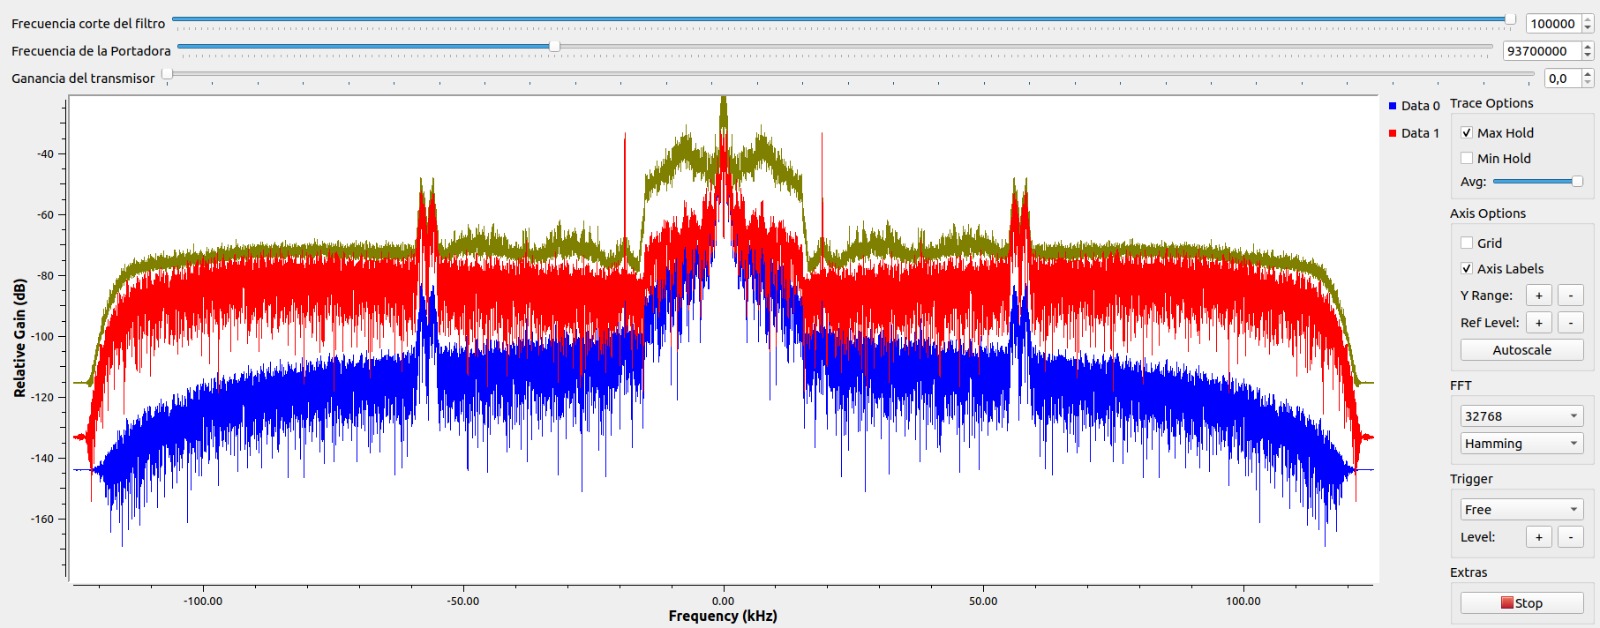 Frecuencia corte del filtro 100000
Frecuencia de la Portadora 93700000
Ganancia del transmisor 0,0
Data 0
Data 1
Trace Options
Max Hold
Min Hold
Avg:
Axis Options
Grid
Axis Labels
Y Range: + -
Ref Level: + -
Autoscale
FFT
32768
Hamming
Trigger
Free
Level: + -
Extras
Stop
Relative Gain (dB)
-40
-60
-80
-100
-120
-140
-160
-100.00 -50.00 0.00 50.00 100.00
Frequency (kHz)